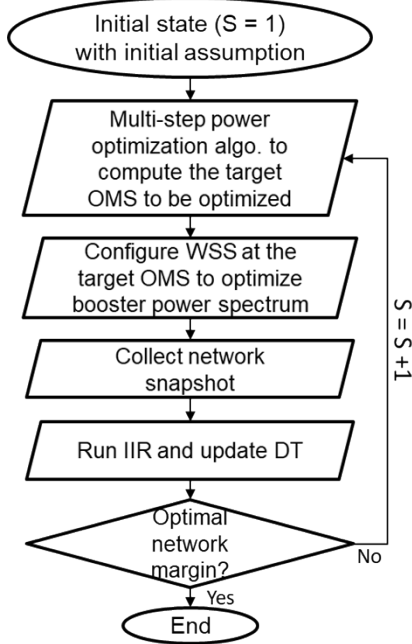 Initial state (S = 1)
with initial assumption
Multi-step power
optimization algo. to
compute the target
OMS to be optimized
Configure WSS at the
target OMS to optimize
booster power spectrum
S = S +1
Collect network
snapshot
Run IIR and update DT
Optimal
network
margin?
No
Yes
End